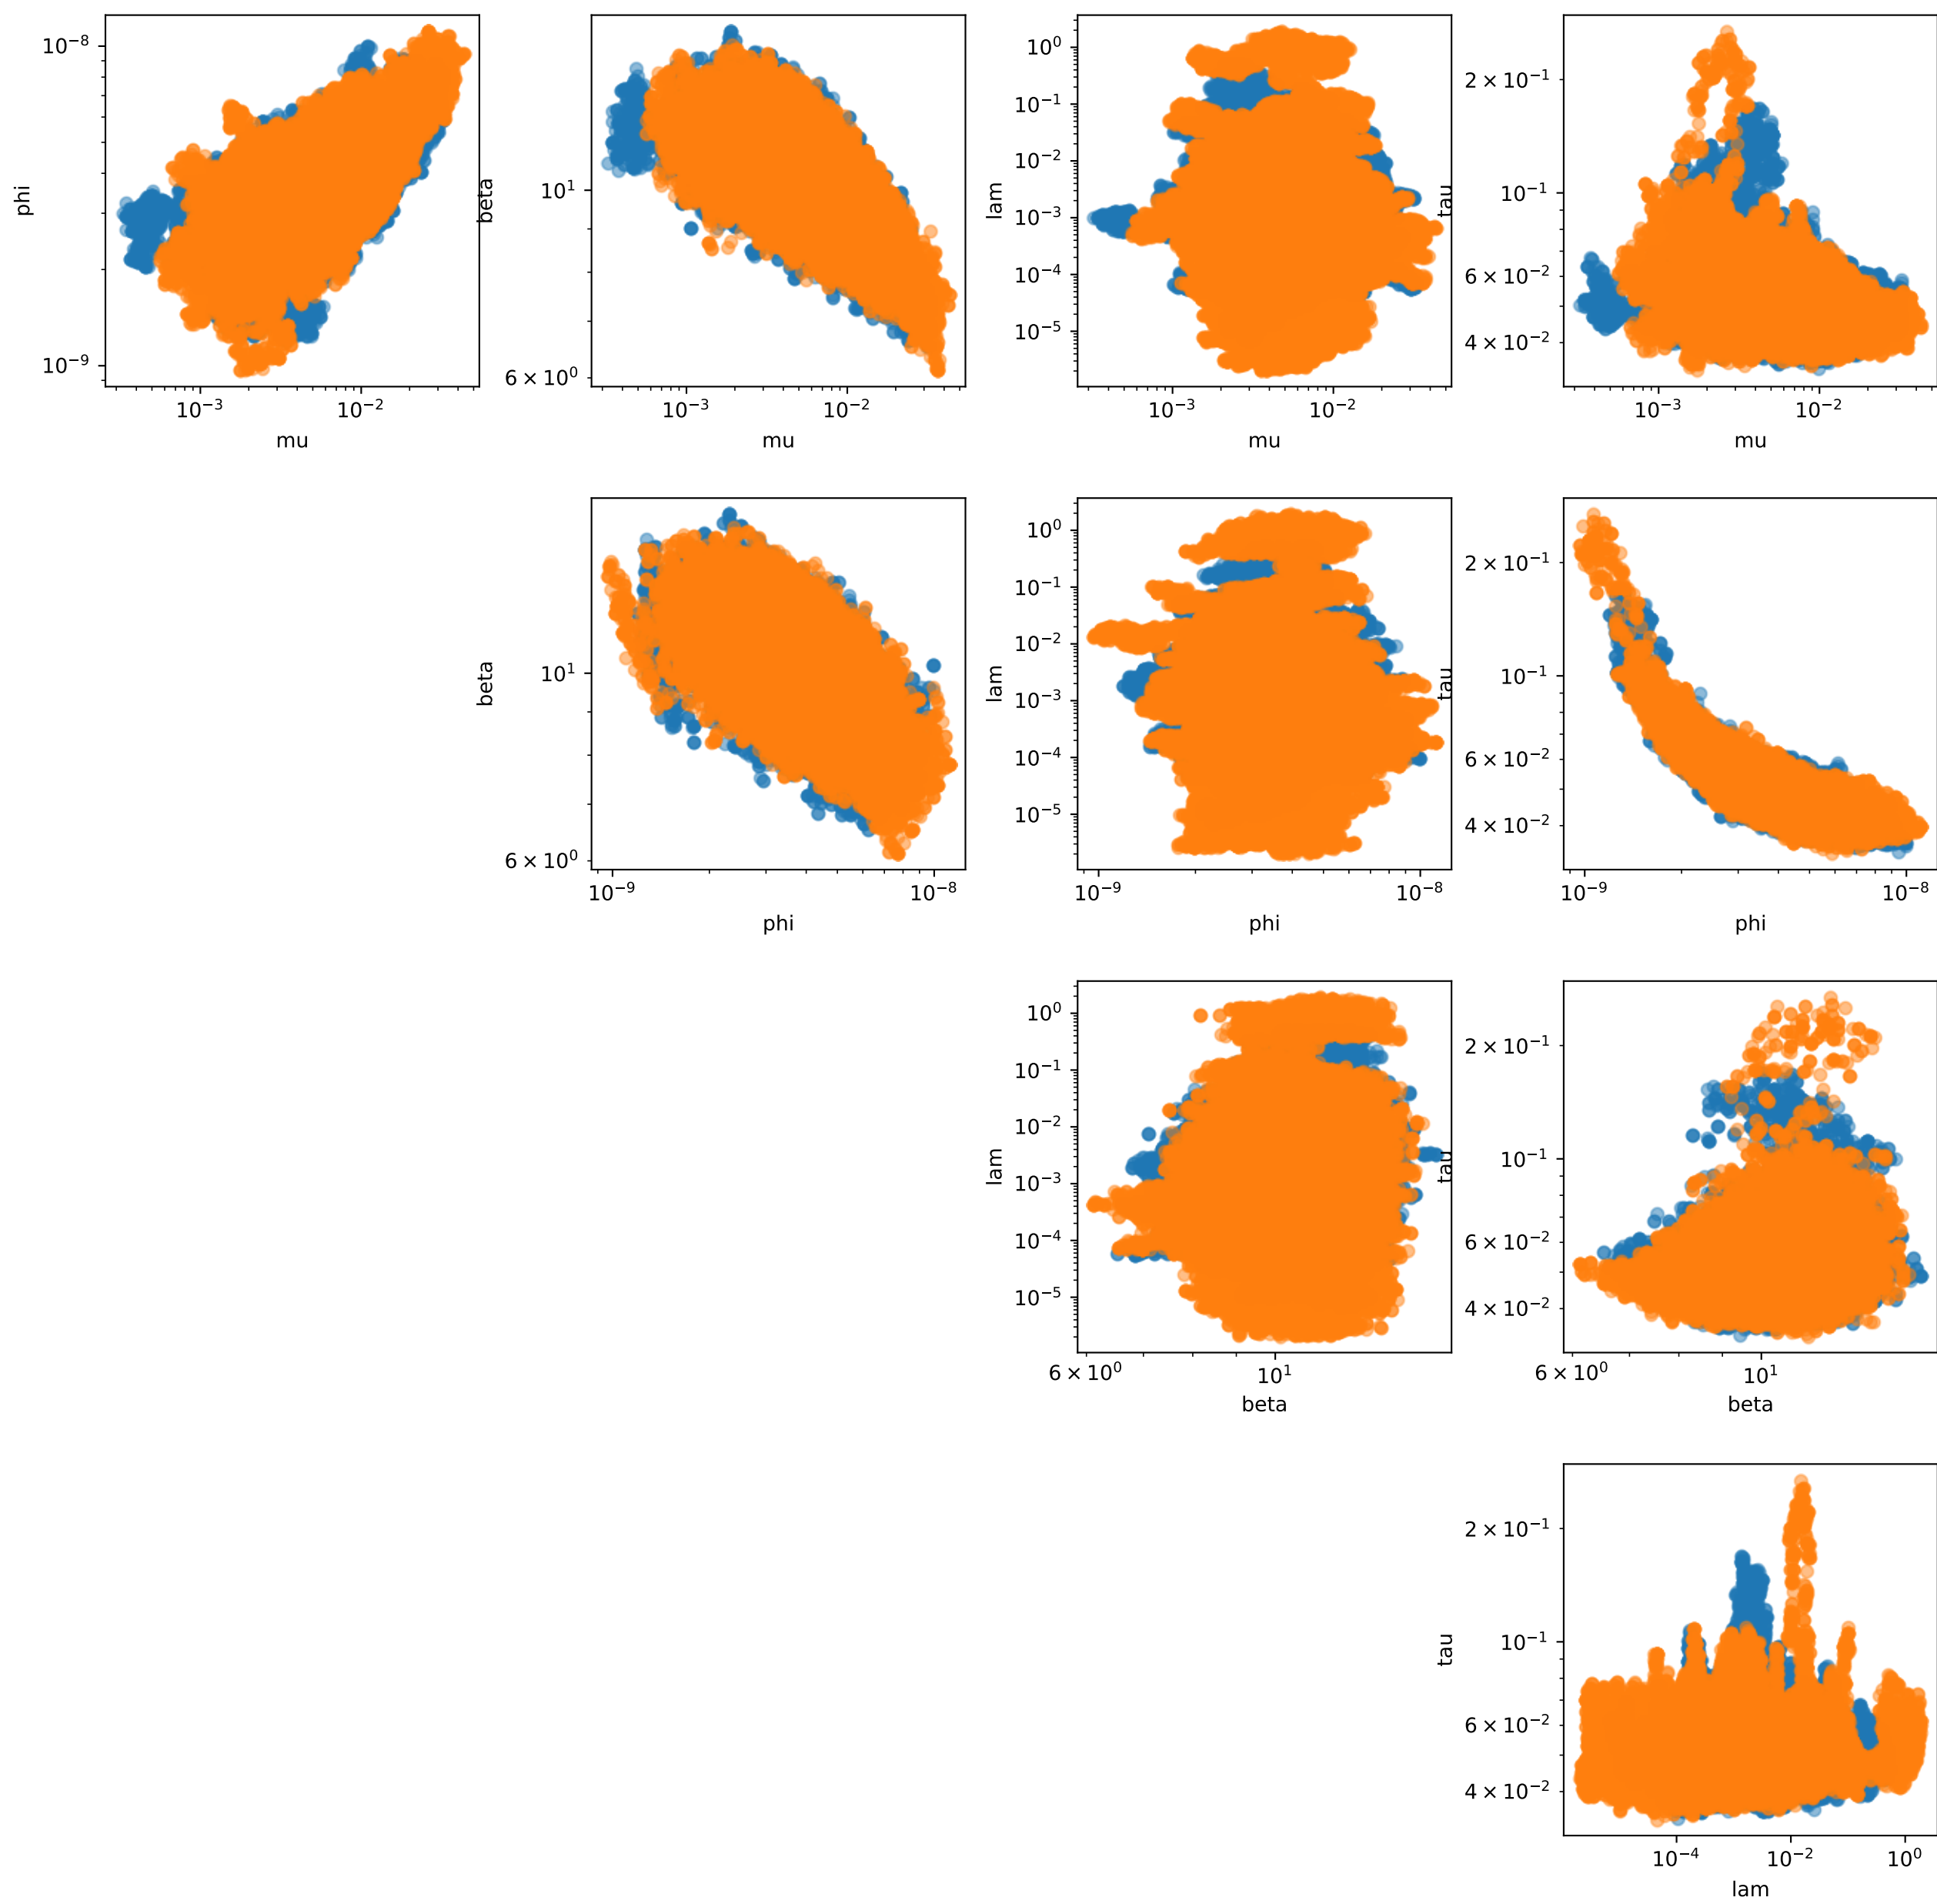 10⁻⁸
10⁻⁹
phi
10⁻³ 10⁻²
mu
10¹
6 × 10⁰
beta
10⁻³ 10⁻²
mu
10⁰
10⁻¹
10⁻²
10⁻³
10⁻⁴
10⁻⁵
lam
10⁻³ 10⁻²
mu
2 × 10⁻¹
10⁻¹
6 × 10⁻²
4 × 10⁻²
tau
10⁻³ 10⁻²
mu
10¹
6 × 10⁰
beta
10⁻⁹ 10⁻⁸
phi
10⁰
10⁻¹
10⁻²
10⁻³
10⁻⁴
10⁻⁵
lam
10⁻⁹ 10⁻⁸
phi
2 × 10⁻¹
10⁻¹
6 × 10⁻²
4 × 10⁻²
tau
10⁻⁹ 10⁻⁸
phi
10⁰
10⁻¹
10⁻²
10⁻³
10⁻⁴
10⁻⁵
lam
6 × 10⁰ 10¹
beta
2 × 10⁻¹
10⁻¹
6 × 10⁻²
4 × 10⁻²
tau
6 × 10⁰ 10¹
beta
2 × 10⁻¹
10⁻¹
6 × 10⁻²
4 × 10⁻²
tau
10⁻⁴ 10⁻² 10⁰
lam